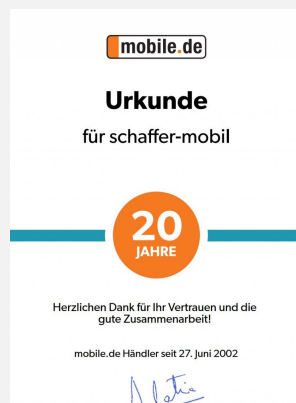 mobile.de
Urkunde
für schaffer-mobil
20
JAHRE
Herzlichen Dank für Ihr Vertrauen und die
gute Zusammenarbeit!
mobile.de Händler seit 27. Juni 2002